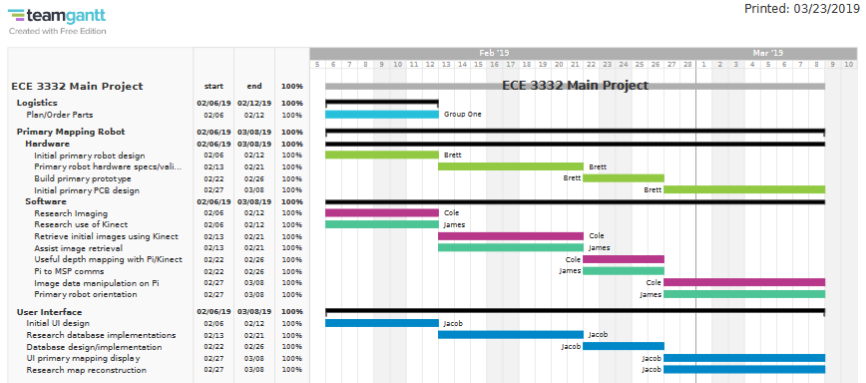 teamgantt
Created with Free Edition
Printed: 03/23/2019
Feb '19 Mar '19
5 6 7 8 9 10 11 12 13 14 15 16 17 18 19 20 21 22 23 24 25 26 27 28 1 2 3 4 5 6 7 8 9 10
ECE 3332 Main Project start end 100% ECE 3332 Main Project
Logistics 02/06/19 02/12/19 100%
Plan/Order Parts 02/06 02/12 100% Group One
Primary Mapping Robot 02/06/19 03/08/19 100%
Hardware 02/06/19 03/08/19 100%
Initial primary robot design 02/06 02/12 100% Brett
Primary robot hardware specs/vali... 02/13 02/21 100% Brett
Build primary prototype 02/22 02/26 100% Brett
Initial primary PCB design 02/27 03/08 100% Brett
Software 02/06/19 03/08/19 100%
Research Imaging 02/06 02/12 100% Cole
Research use of Kinect 02/06 02/12 100% James
Retrieve initial images using Kinect 02/13 02/21 100% Cole
Assist image retrieval 02/13 02/21 100% James
Useful depth mapping with Pi/Kinect 02/22 02/26 100% Cole
Pi to MSP comms 02/22 02/26 100% James
Image data manipulation on Pi 02/27 03/08 100% Cole
Primary robot orientation 02/27 03/08 100% James
User Interface 02/06/19 03/08/19 100%
Initial UI design 02/06 02/12 100% Jacob
Research database implementations 02/13 02/21 100% Jacob
Database design/implementation 02/22 02/26 100% Jacob
UI primary mapping display 02/27 03/08 100% Jacob
Research map reconstruction 02/27 03/08 100% Jacob